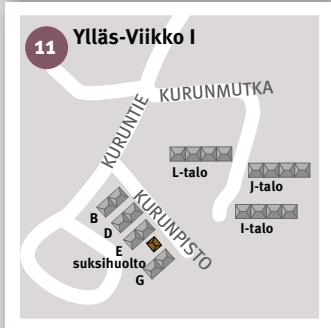 11 Ylläs-Viikko I
KURUNMUTKA
KURUNTIE
L-talo
J-talo
KURUNPISTO
B
I-talo
D
E
suksihuolto
G